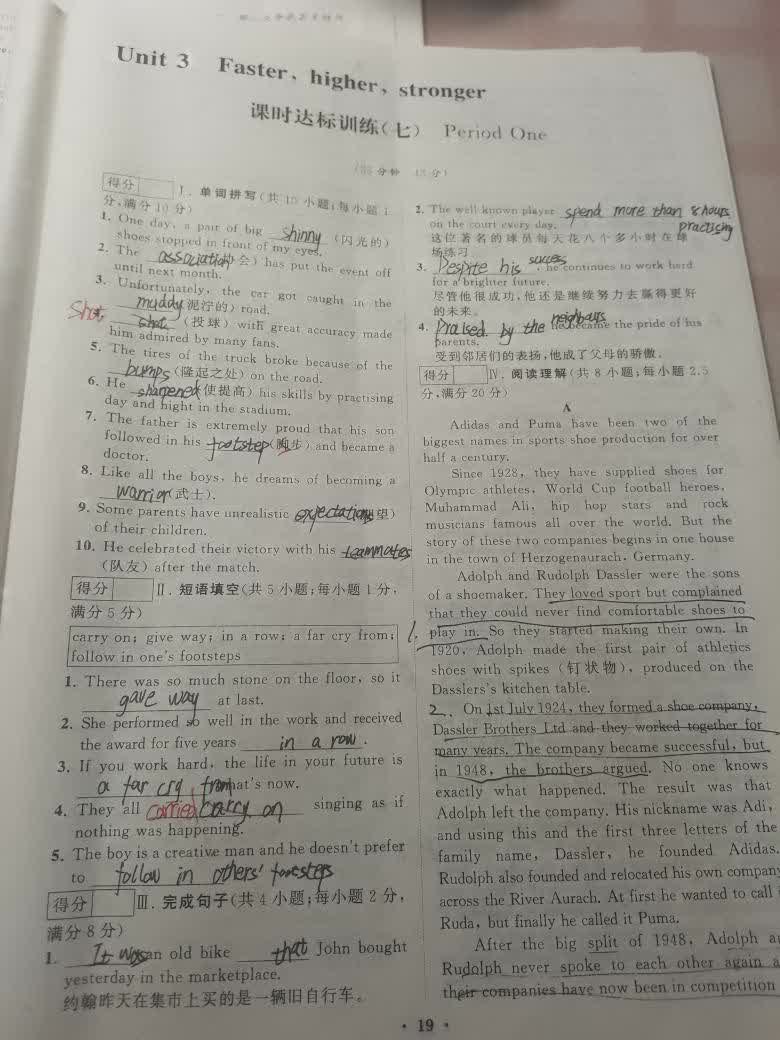 Unit 3 Faster, higher, stronger
课时达标训练(七) Period One
得分
Ⅰ. 单词拼写(共10小题;每小题1
分,满分10分)
1. One day, a pair of big shinny (闪光的)
shoes stopped in front of my eyes.
2. The association 会) has put the event off
until next month.
3. Unfortunately, the car got caught in the
muddy 泥泞的) road.
Shot
shot (投球) with great accuracy made
him admired by many fans.
5. The tires of the truck broke because of the
bumps (隆起之处) on the road.
6. He sharpened (使提高) his skills by practising
day and night in the stadium.
7. The father is extremely proud that his son
followed in his footstep (脚步) and became a
doctor.
8. Like all the boys, he dreams of becoming a
warrior 武士).
9. Some parents have unrealistic expectations 望)
of their children.
10. He celebrated their victory with his teammates
(队友) after the match.
得分
Ⅱ. 短语填空(共5小题;每小题1分,
满分5分)
carry on; give way; in a row; a far cry from;
follow in one's footsteps
1. There was so much stone on the floor, so it
gave way at last.
2. She performed so well in the work and received
the award for five years in a row.
3. If you work hard, the life in your future is
a far cry from what's now.
4. They all carried carry on singing as if
nothing was happening.
5. The boy is a creative man and he doesn't prefer
to follow in others' footsteps
得分
Ⅲ. 完成句子(共4小题;每小题2分,
满分8分)
1. It was an old bike that John bought
yesterday in the marketplace.
约翰昨天在集市上买的是一辆旧自行车。
2. The well-known player spend more than 8 hours
practising
on the court every day.
这位著名的球员每天花八个多小时在球
场练习。
3. Despite his success, he continues to work hard
for a brighter future.
尽管他很成功,他还是继续努力去赢得更好
的未来。
4. Praised by the neighbours he became the pride of his
parents.
受到邻居们的表扬,他成了父母的骄傲。
得分
Ⅳ. 阅读理解(共8小题;每小题2.5
分,满分20分)
A
Adidas and Puma have been two of the
biggest names in sports shoe production for over
half a century.
Since 1928, they have supplied shoes for
Olympic athletes, World Cup football heroes,
Muhammad Ali, hip hop stars and rock
musicians famous all over the world. But the
story of these two companies begins in one house
in the town of Herzogenaurach, Germany.
Adolph and Rudolph Dassler were the sons
of a shoemaker. They loved sport but complained
that they could never find comfortable shoes to
1. play in. So they started making their own. In
1920, Adolph made the first pair of athletics
shoes with spikes (钉状物), produced on the
Dasslers's kitchen table.
2. On 1st July 1924, they formed a shoe company,
Dassler Brothers Ltd and they worked together for
many years. The company became successful, but
in 1948, the brothers argued. No one knows
exactly what happened. The result was that
Adolph left the company. His nickname was Adi,
and using this and the first three letters of the
family name, Dassler, he founded Adidas.
Rudolph also founded and relocated his own company
across the River Aurach. At first he wanted to call
Ruda, but finally he called it Puma.
After the big split of 1948, Adolph
Rudolph never spoke to each other again
their companies have now been in competition
· 19 ·